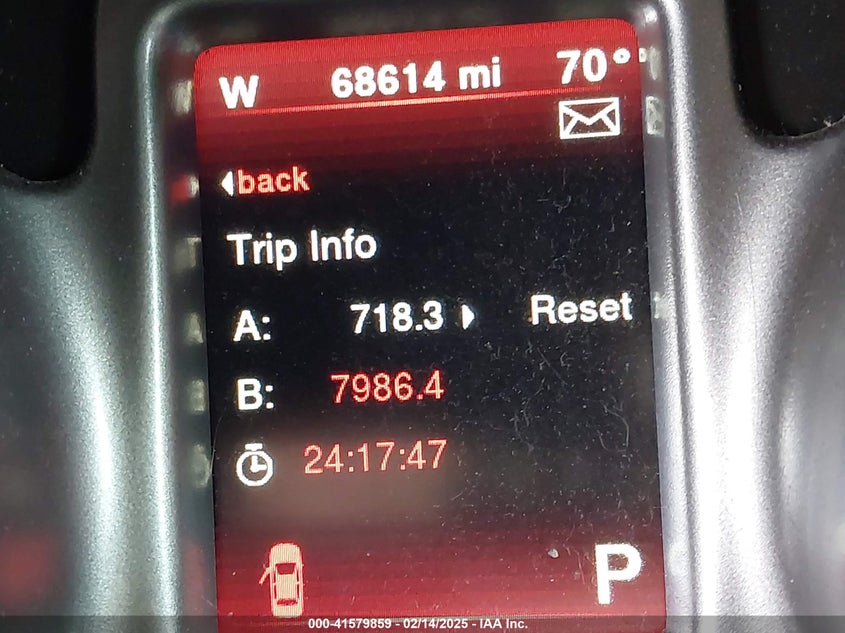 W 68614 mi 70°
back
Trip Info
A: 718.3 Reset
B: 7986.4
24:17:47
P
000-41579859 - 02/14/2025 - IAA Inc.